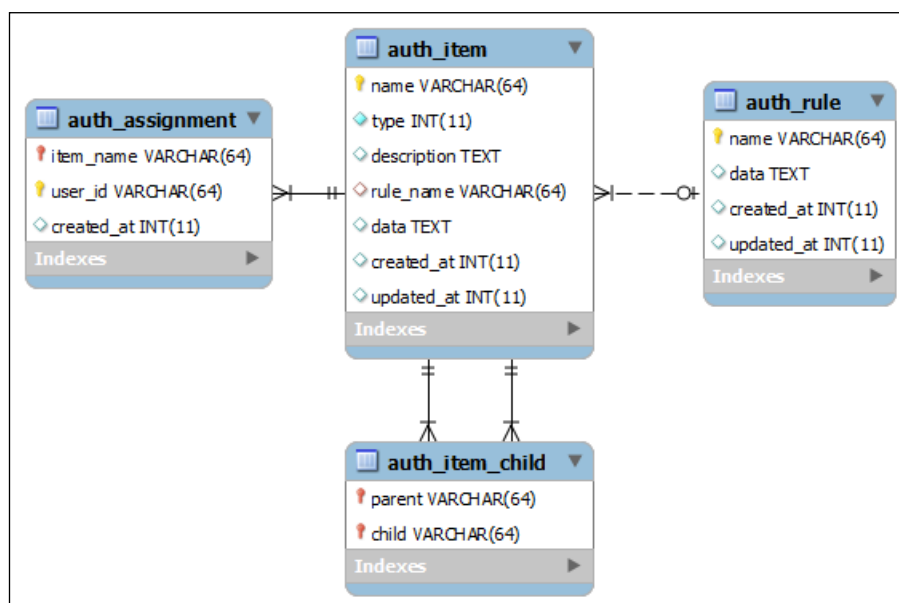 auth_item
name VARCHAR(64)
type INT(11)
description TEXT
rule_name VARCHAR(64)
data TEXT
created_at INT(11)
updated_at INT(11)
Indexes
auth_assignment
item_name VARCHAR(64)
user_id VARCHAR(64)
created_at INT(11)
Indexes
auth_rule
name VARCHAR(64)
data TEXT
created_at INT(11)
updated_at INT(11)
Indexes
auth_item_child
parent VARCHAR(64)
child VARCHAR(64)
Indexes